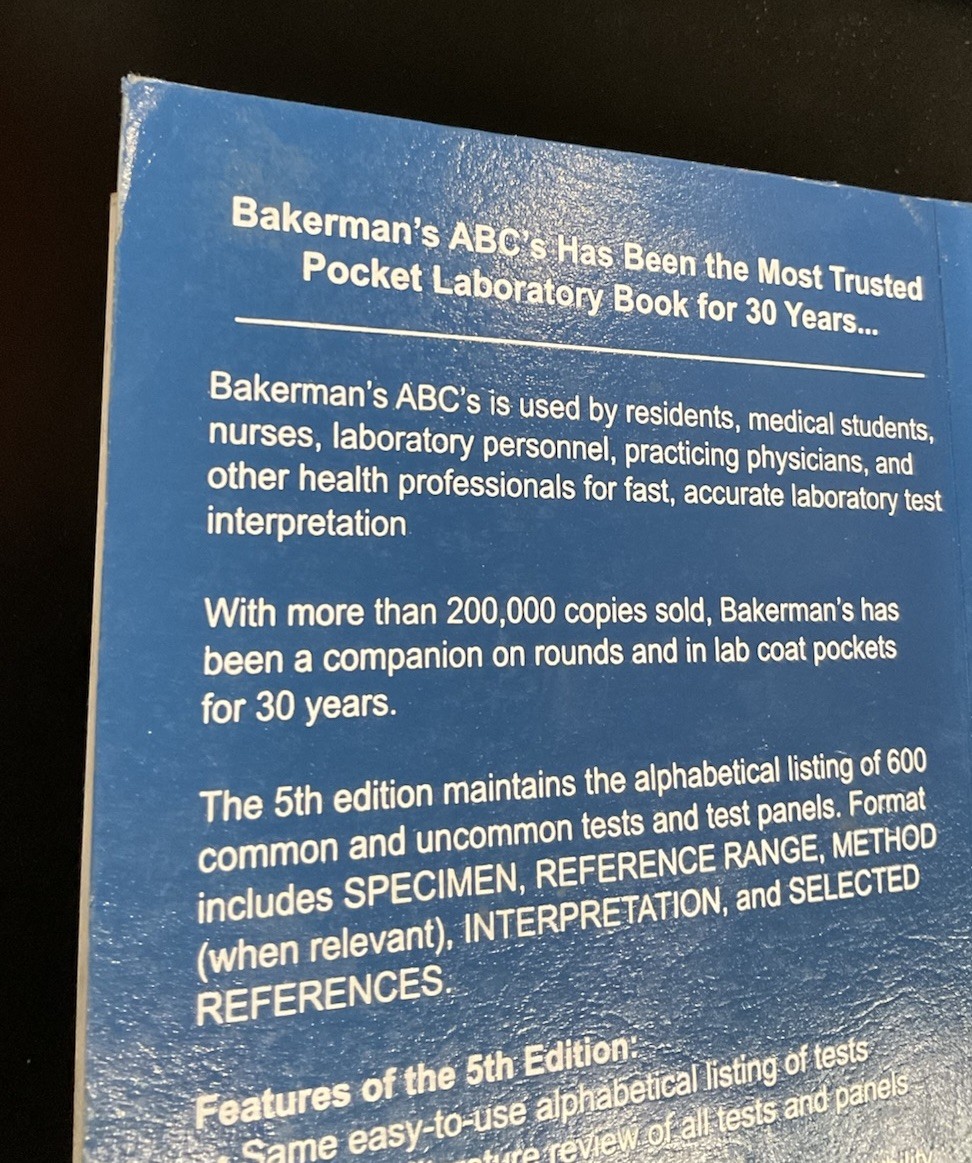 Bakerman's ABC's Has Been the Most Trusted
Pocket Laboratory Book for 30 Years...
Bakerman's ABC's is used by residents, medical students,
nurses, laboratory personnel, practicing physicians, and
other health professionals for fast, accurate laboratory test
interpretation
With more than 200,000 copies sold, Bakerman's has
been a companion on rounds and in lab coat pockets
for 30 years.
The 5th edition maintains the alphabetical listing of 600
common and uncommon tests and test panels. Format
includes SPECIMEN, REFERENCE RANGE, METHOD
(when relevant), INTERPRETATION, and SELECTED
REFERENCES.
Features of the 5th Edition:
• Same easy-to-use alphabetical listing of tests
review of all tests and panels